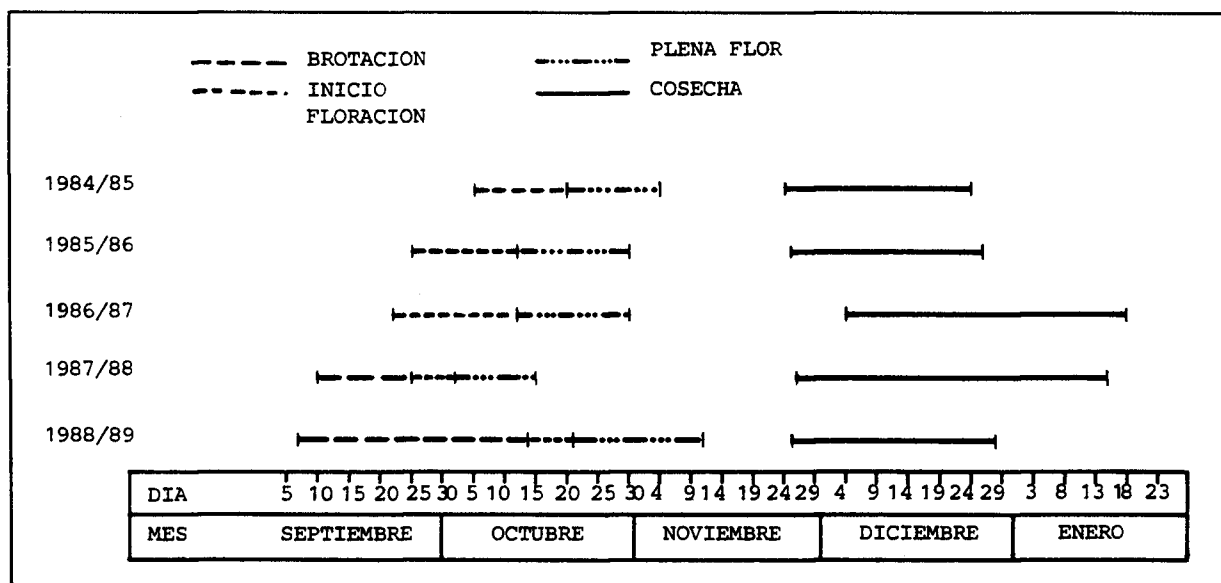 BROTACION
PLENA FLOR
INICIO
FLORACION
COSECHA
1984/85
1985/86
1986/87
1987/88
1988/89
DIA 5 10 15 20 25 30 5 10 15 20 25 30 4 9 14 19 24 29 4 9 14 19 24 29 3 8 13 18 23
MES SEPTIEMBRE OCTUBRE NOVIEMBRE DICIEMBRE ENERO